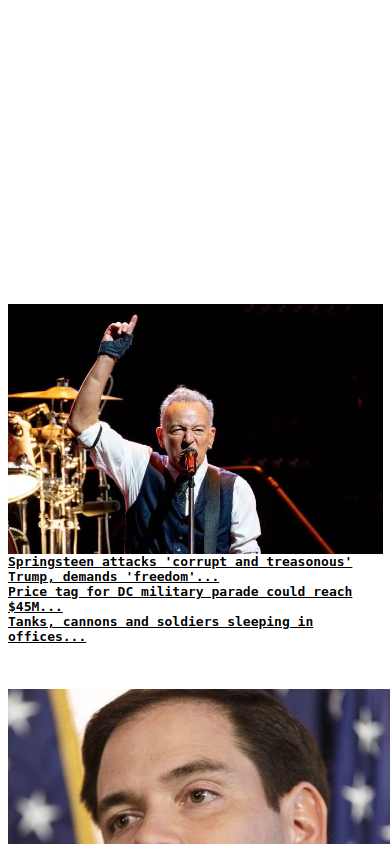 Springsteen attacks 'corrupt and treasonous'
Trump, demands 'freedom'...
Price tag for DC military parade could reach
$45M...
Tanks, cannons and soldiers sleeping in
offices...